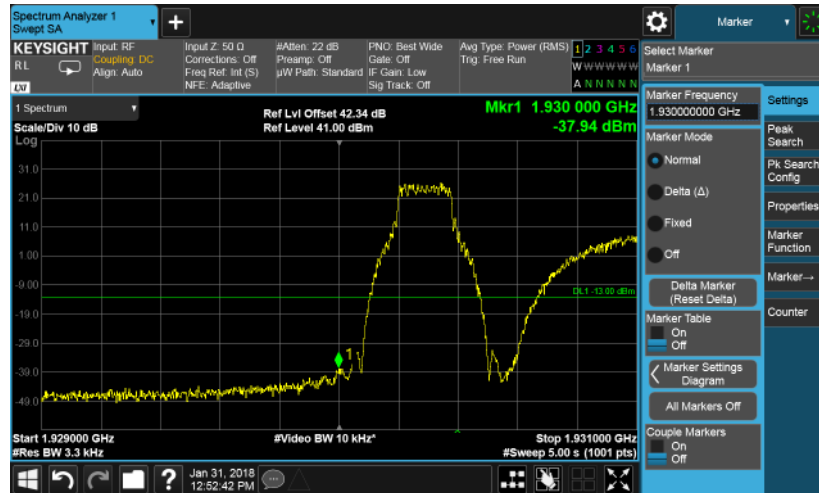 Spectrum Analyzer 1
Swept SA
+
Marker
KEYSIGHT
RL
LXI
Input: RF
Coupling: DC
Align: Auto
Input Z: 50 Ω
Corrections: Off
Freq Ref: Int (S)
NFE: Adaptive
#Atten: 22 dB
Preamp: Off
µW Path: Standard
PNO: Best Wide
Gate: Off
IF Gain: Low
Sig Track: Off
Avg Type: Power (RMS)
Trig: Free Run
1 2 3 4 5 6
W W W W W W
A N N N N N
Select Marker
Marker 1
1 Spectrum
Scale/Div 10 dB
Log
Ref Lvl Offset 42.34 dB
Ref Level 41.00 dBm
Mkr1 1.930 000 GHz
-37.94 dBm
31.0
21.0
11.0
1.00
-9.00
-19.0
-29.0
-39.0
-49.0
DL1 -13.00 dBm
1
Start 1.929000 GHz
#Res BW 3.3 kHz
#Video BW 10 kHz*
Stop 1.931000 GHz
#Sweep 5.00 s (1001 pts)
Marker Frequency
1.930000000 GHz
Marker Mode
Normal
Delta (Δ)
Fixed
Off
Delta Marker
(Reset Delta)
Marker Table
On
Off
Marker Settings
Diagram
All Markers Off
Couple Markers
On
Off
Settings
Peak
Search
Pk Search
Config
Properties
Marker
Function
Marker→
Counter
?
Jan 31, 2018
12:52:42 PM